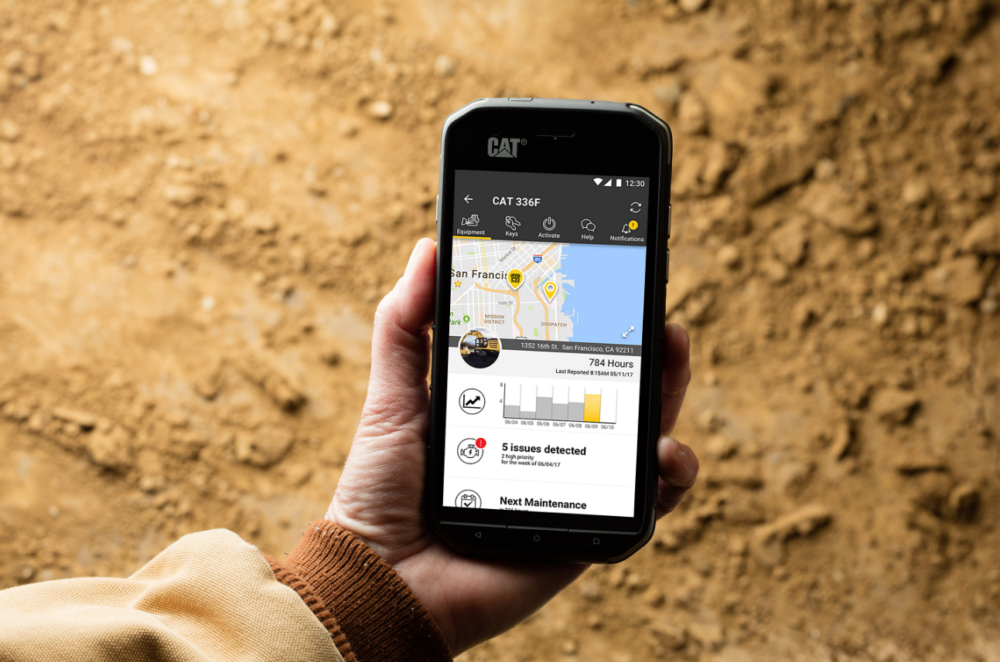 CAT®
12:30
CAT 336F
Equipment
Keys
Activate
Help
Notifications
!
Market St
80
San Francis
16th St
MISSION
DISTRICT
DOGPATCH
n
Park
1352 16th St. San Francisco, CA 92211
784 Hours
Last Reported 8:15AM 05/11/17
8
4
06/04 06/05 06/06 06/07 06/08 06/09 06/10
!
5 issues detected
2 high priority
for the week of 06/04/17
Next Maintenance